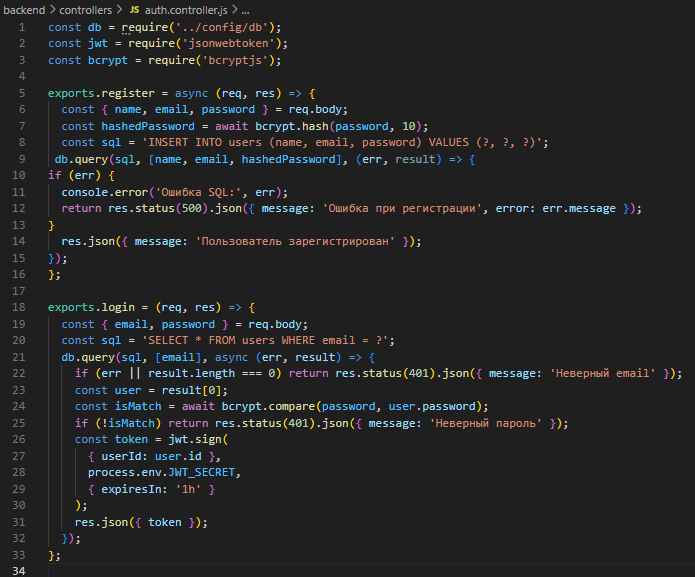 backend > controllers > JS auth.controller.js > ...
1 const db = require('../config/db');
2 const jwt = require('jsonwebtoken');
3 const bcrypt = require('bcryptjs');
4
5 exports.register = async (req, res) => {
6 const { name, email, password } = req.body;
7 const hashedPassword = await bcrypt.hash(password, 10);
8 const sql = 'INSERT INTO users (name, email, password) VALUES (?, ?, ?)';
9 db.query(sql, [name, email, hashedPassword], (err, result) => {
10 if (err) {
11 console.error('Ошибка SQL:', err);
12 return res.status(500).json({ message: 'Ошибка при регистрации', error: err.message });
13 }
14 res.json({ message: 'Пользователь зарегистрирован' });
15 });
16 };
17
18 exports.login = (req, res) => {
19 const { email, password } = req.body;
20 const sql = 'SELECT * FROM users WHERE email = ?';
21 db.query(sql, [email], async (err, result) => {
22 if (err || result.length === 0) return res.status(401).json({ message: 'Неверный email' });
23 const user = result[0];
24 const isMatch = await bcrypt.compare(password, user.password);
25 if (!isMatch) return res.status(401).json({ message: 'Неверный пароль' });
26 const token = jwt.sign(
27 { userId: user.id },
28 process.env.JWT_SECRET,
29 { expiresIn: '1h' }
30 );
31 res.json({ token });
32 });
33 };
34